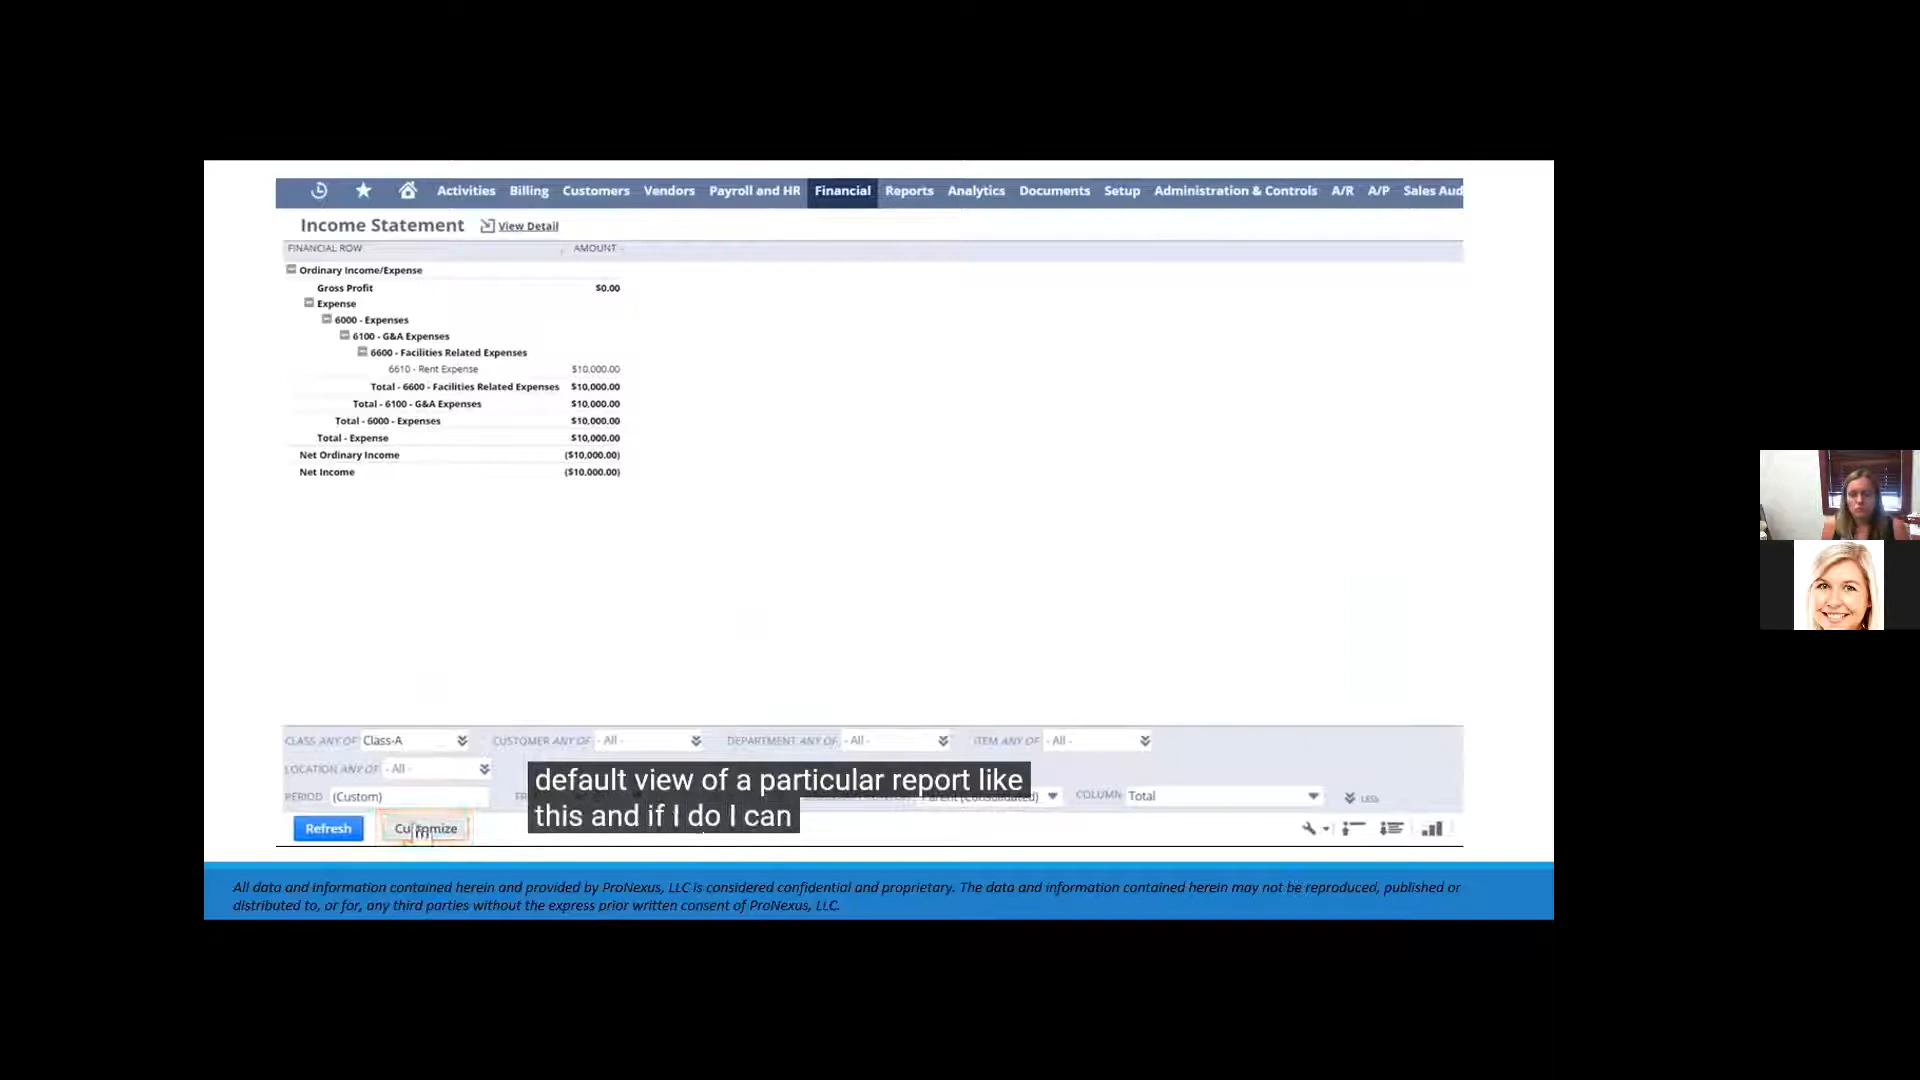 Activities Billing Customers Vendors Payroll and HR Financial Reports Analytics Documents Setup Administration & Controls A/R A/P Sales Aud
Income Statement View Detail
FINANCIAL ROW AMOUNT
Ordinary Income/Expense
Gross Profit $0.00
Expense
6000 - Expenses
6100 - G&A Expenses
6600 - Facilities Related Expenses
6610 - Rent Expense $10,000.00
Total - 6600 - Facilities Related Expenses $10,000.00
Total - 6100 - G&A Expenses $10,000.00
Total - 6000 - Expenses $10,000.00
Total - Expense $10,000.00
Net Ordinary Income ($10,000.00)
Net Income ($10,000.00)
CLASS ANY OF Class-A CUSTOMER ANY OF - All - DEPARTMENT ANY OF - All - ITEM ANY OF - All -
LOCATION ANY OF - All -
default view of a particular report like
PERIOD (Custom) Parent (Consolidated) COLUMN Total LESS
this and if I do I can
Refresh Customize
All data and information contained herein and provided by ProNexus, LLC is considered confidential and proprietary. The data and information contained herein may not be reproduced, published or
distributed to, or for, any third parties without the express prior written consent of ProNexus, LLC.